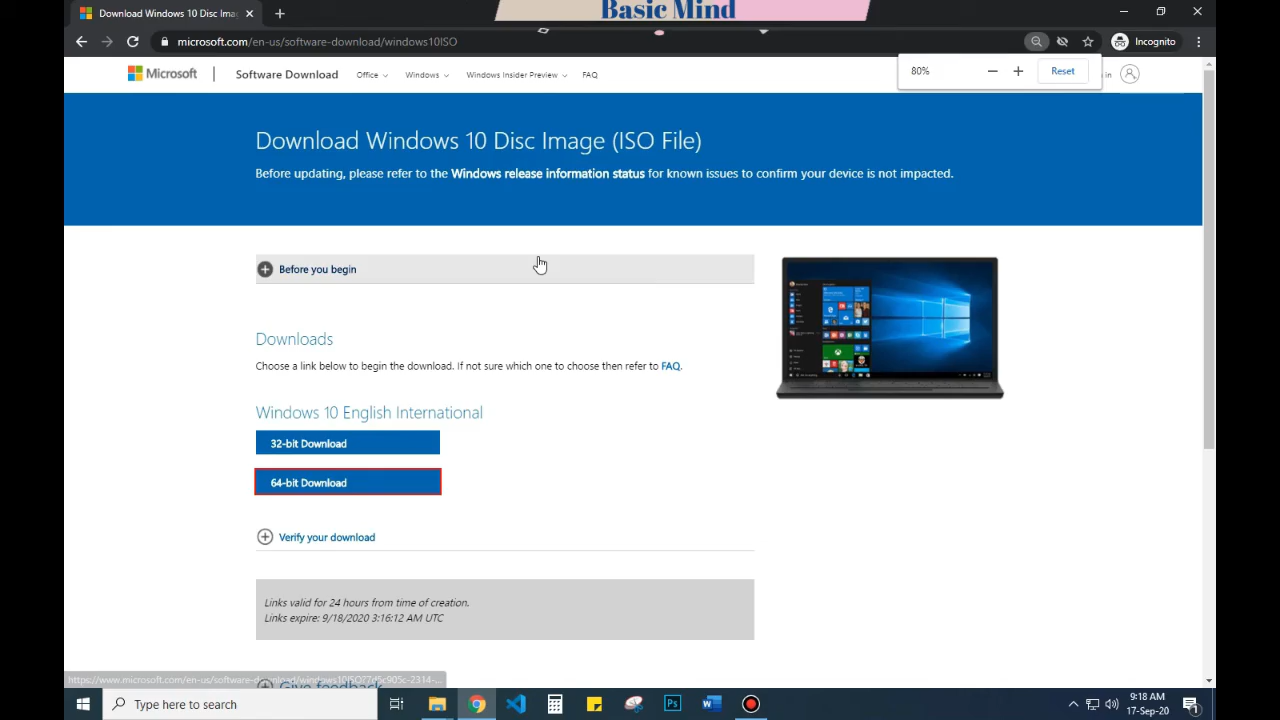 Download Windows 10 Disc Ima
Basic Mind
microsoft.com/en-us/software-download/windows10ISO
Incognito
Microsoft
Software Download
Office
Windows
Windows Insider Preview
FAQ
80%
Reset
in
Download Windows 10 Disc Image (ISO File)
Before updating, please refer to the Windows release information status for known issues to confirm your device is not impacted.
Before you begin
Downloads
Choose a link below to begin the download. If not sure which one to choose then refer to FAQ.
Windows 10 English International
32-bit Download
64-bit Download
Verify your download
Links valid for 24 hours from time of creation.
Links expire: 9/18/2020 3:16:12 AM UTC
Give feedback
Type here to search
9:18 AM
17-Sep-20